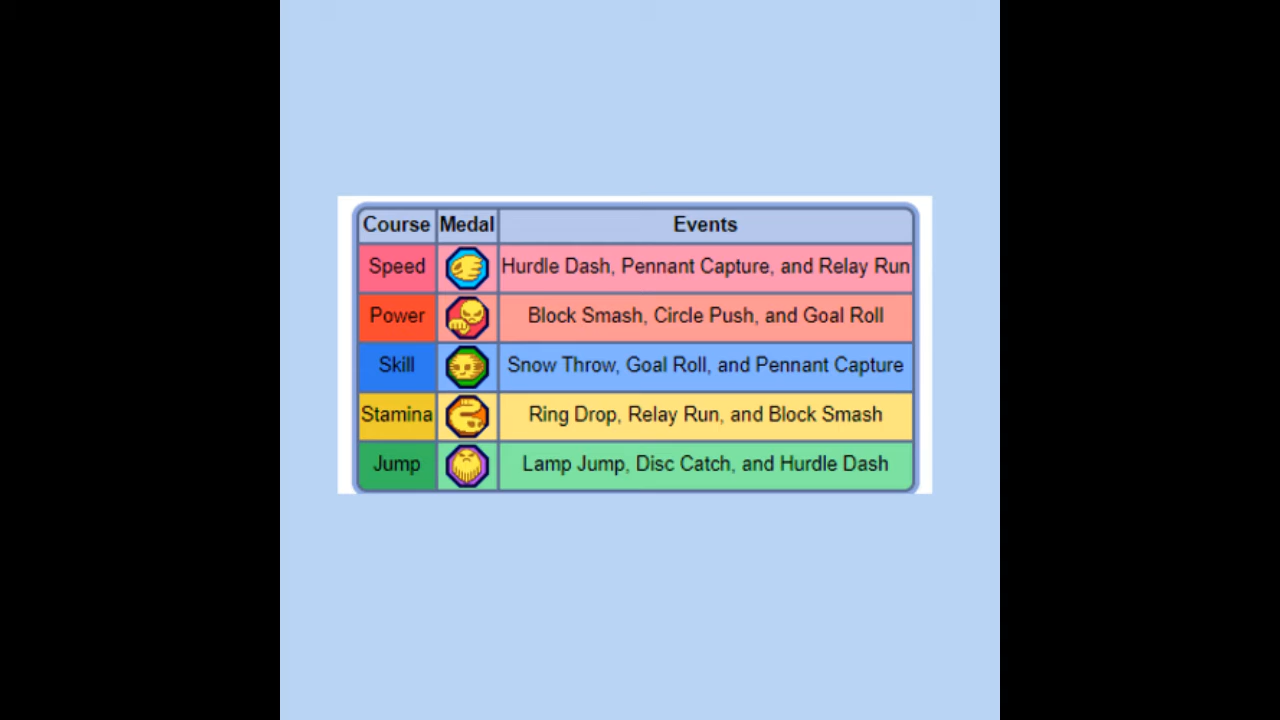 Course Medal Events
Speed Hurdle Dash, Pennant Capture, and Relay Run
Power Block Smash, Circle Push, and Goal Roll
Skill Snow Throw, Goal Roll, and Pennant Capture
Stamina Ring Drop, Relay Run, and Block Smash
Jump Lamp Jump, Disc Catch, and Hurdle Dash